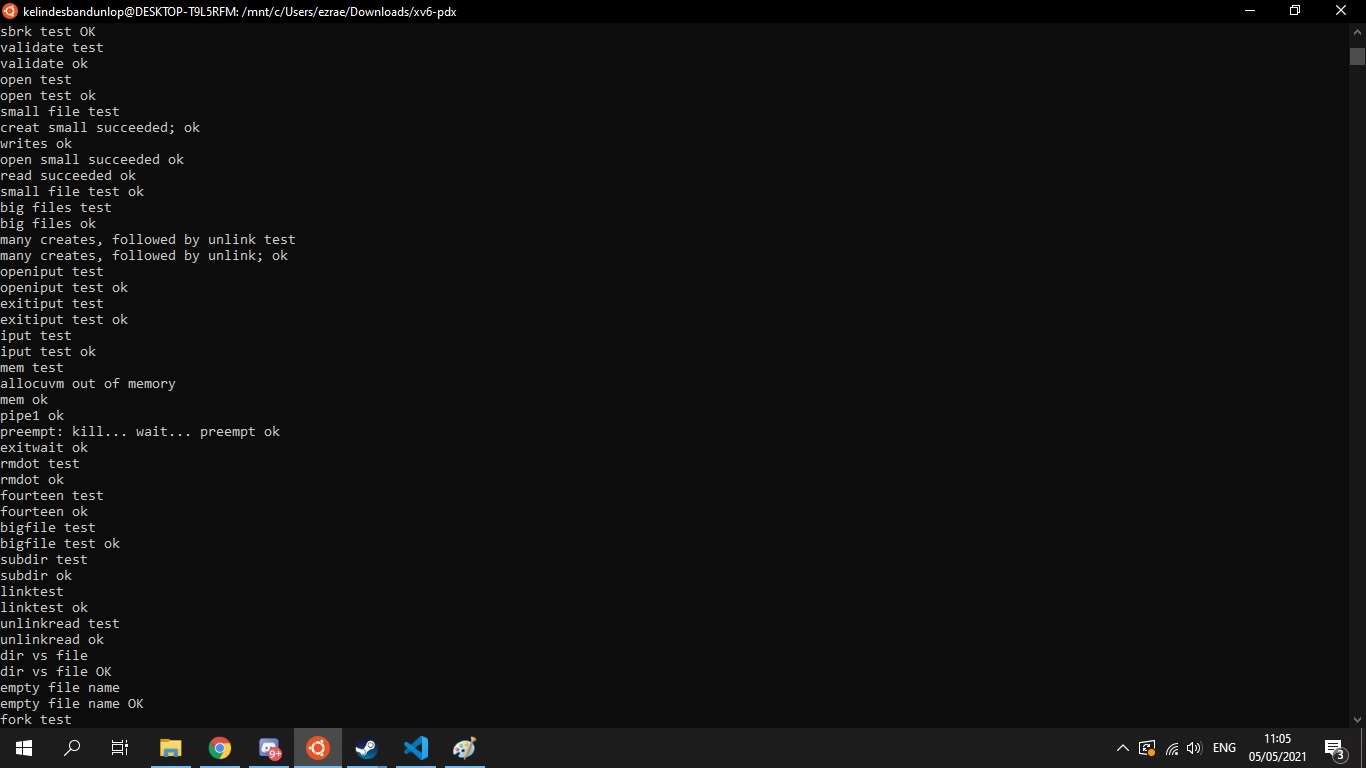 kelindesbandunlop@DESKTOP-T9L5RFM: /mnt/c/Users/ezrae/Downloads/xv6-pdx
sbrk test OK
validate test
validate ok
open test
open test ok
small file test
creat small succeeded; ok
writes ok
open small succeeded ok
read succeeded ok
small file test ok
big files test
big files ok
many creates, followed by unlink test
many creates, followed by unlink; ok
openiput test
openiput test ok
exitiput test
exitiput test ok
iput test
iput test ok
mem test
allocuvm out of memory
mem ok
pipe1 ok
preempt: kill... wait... preempt ok
exitwait ok
rmdot test
rmdot ok
fourteen test
fourteen ok
bigfile test
bigfile test ok
subdir test
subdir ok
linktest
linktest ok
unlinkread test
unlinkread ok
dir vs file
dir vs file OK
empty file name
empty file name OK
fork test
9+
ENG
11:05
05/05/2021
3